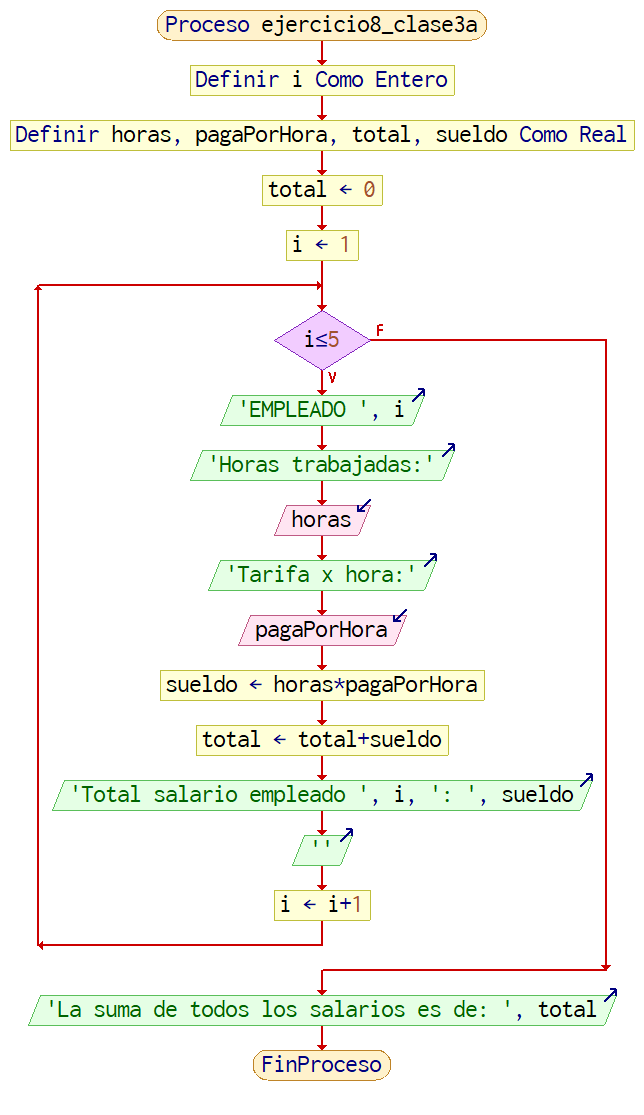 Proceso ejercicio8_clase3a
Definir i Como Entero
Definir horas, pagaPorHora, total, sueldo Como Real
total ← 0
i ← 1
i≤5
F
V
'EMPLEADO ', i
'Horas trabajadas:'
horas
'Tarifa x hora:'
pagaPorHora
sueldo ← horas*pagaPorHora
total ← total+sueldo
'Total salario empleado ', i, ': ', sueldo
''
i ← i+1
'La suma de todos los salarios es de: ', total
FinProceso